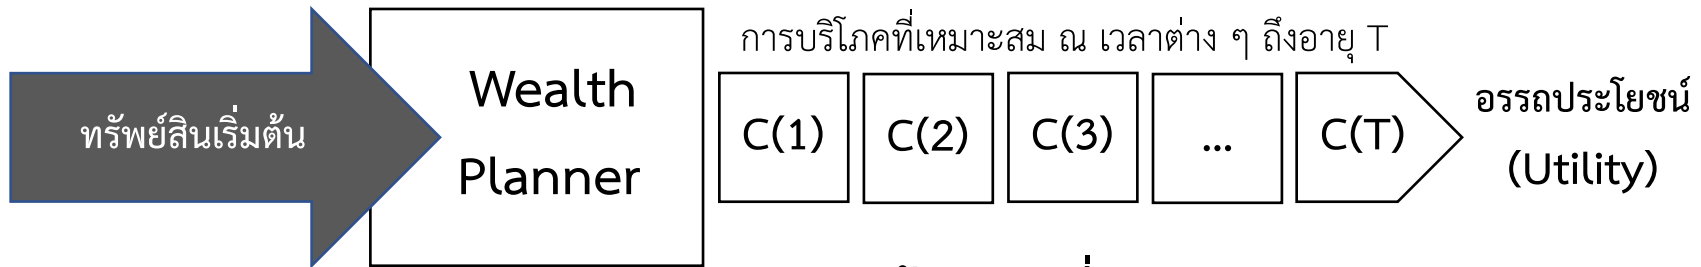 การบริโภคที่เหมาะสม ณ เวลาต่าง ๆ ถึงอายุ T
ทรัพย์สินเริ่มต้น
Wealth
Planner
C(1)
C(2)
C(3)
...
C(T)
อรรถประโยชน์
(Utility)